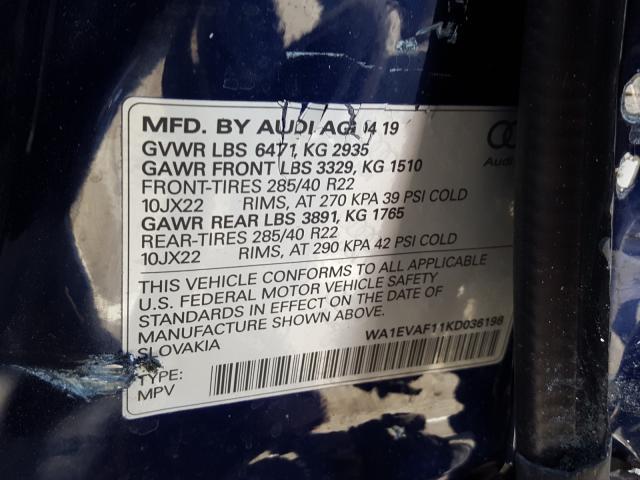 MFD. BY AUDI AG 04 19
GVWR LBS 6471, KG 2935
GAWR FRONT LBS 3329, KG 1510
FRONT-TIRES 285/40 R22
10JX22 RIMS, AT 270 KPA 39 PSI COLD
GAWR REAR LBS 3891, KG 1765
REAR-TIRES 285/40 R22
10JX22 RIMS, AT 290 KPA 42 PSI COLD
THIS VEHICLE CONFORMS TO ALL APPLICABLE
U.S. FEDERAL MOTOR VEHICLE SAFETY
STANDARDS IN EFFECT ON THE DATE OF
MANUFACTURE SHOWN ABOVE.
SLOVAKIA
WA1EVAF11KD036198
TYPE:
MPV
Audi